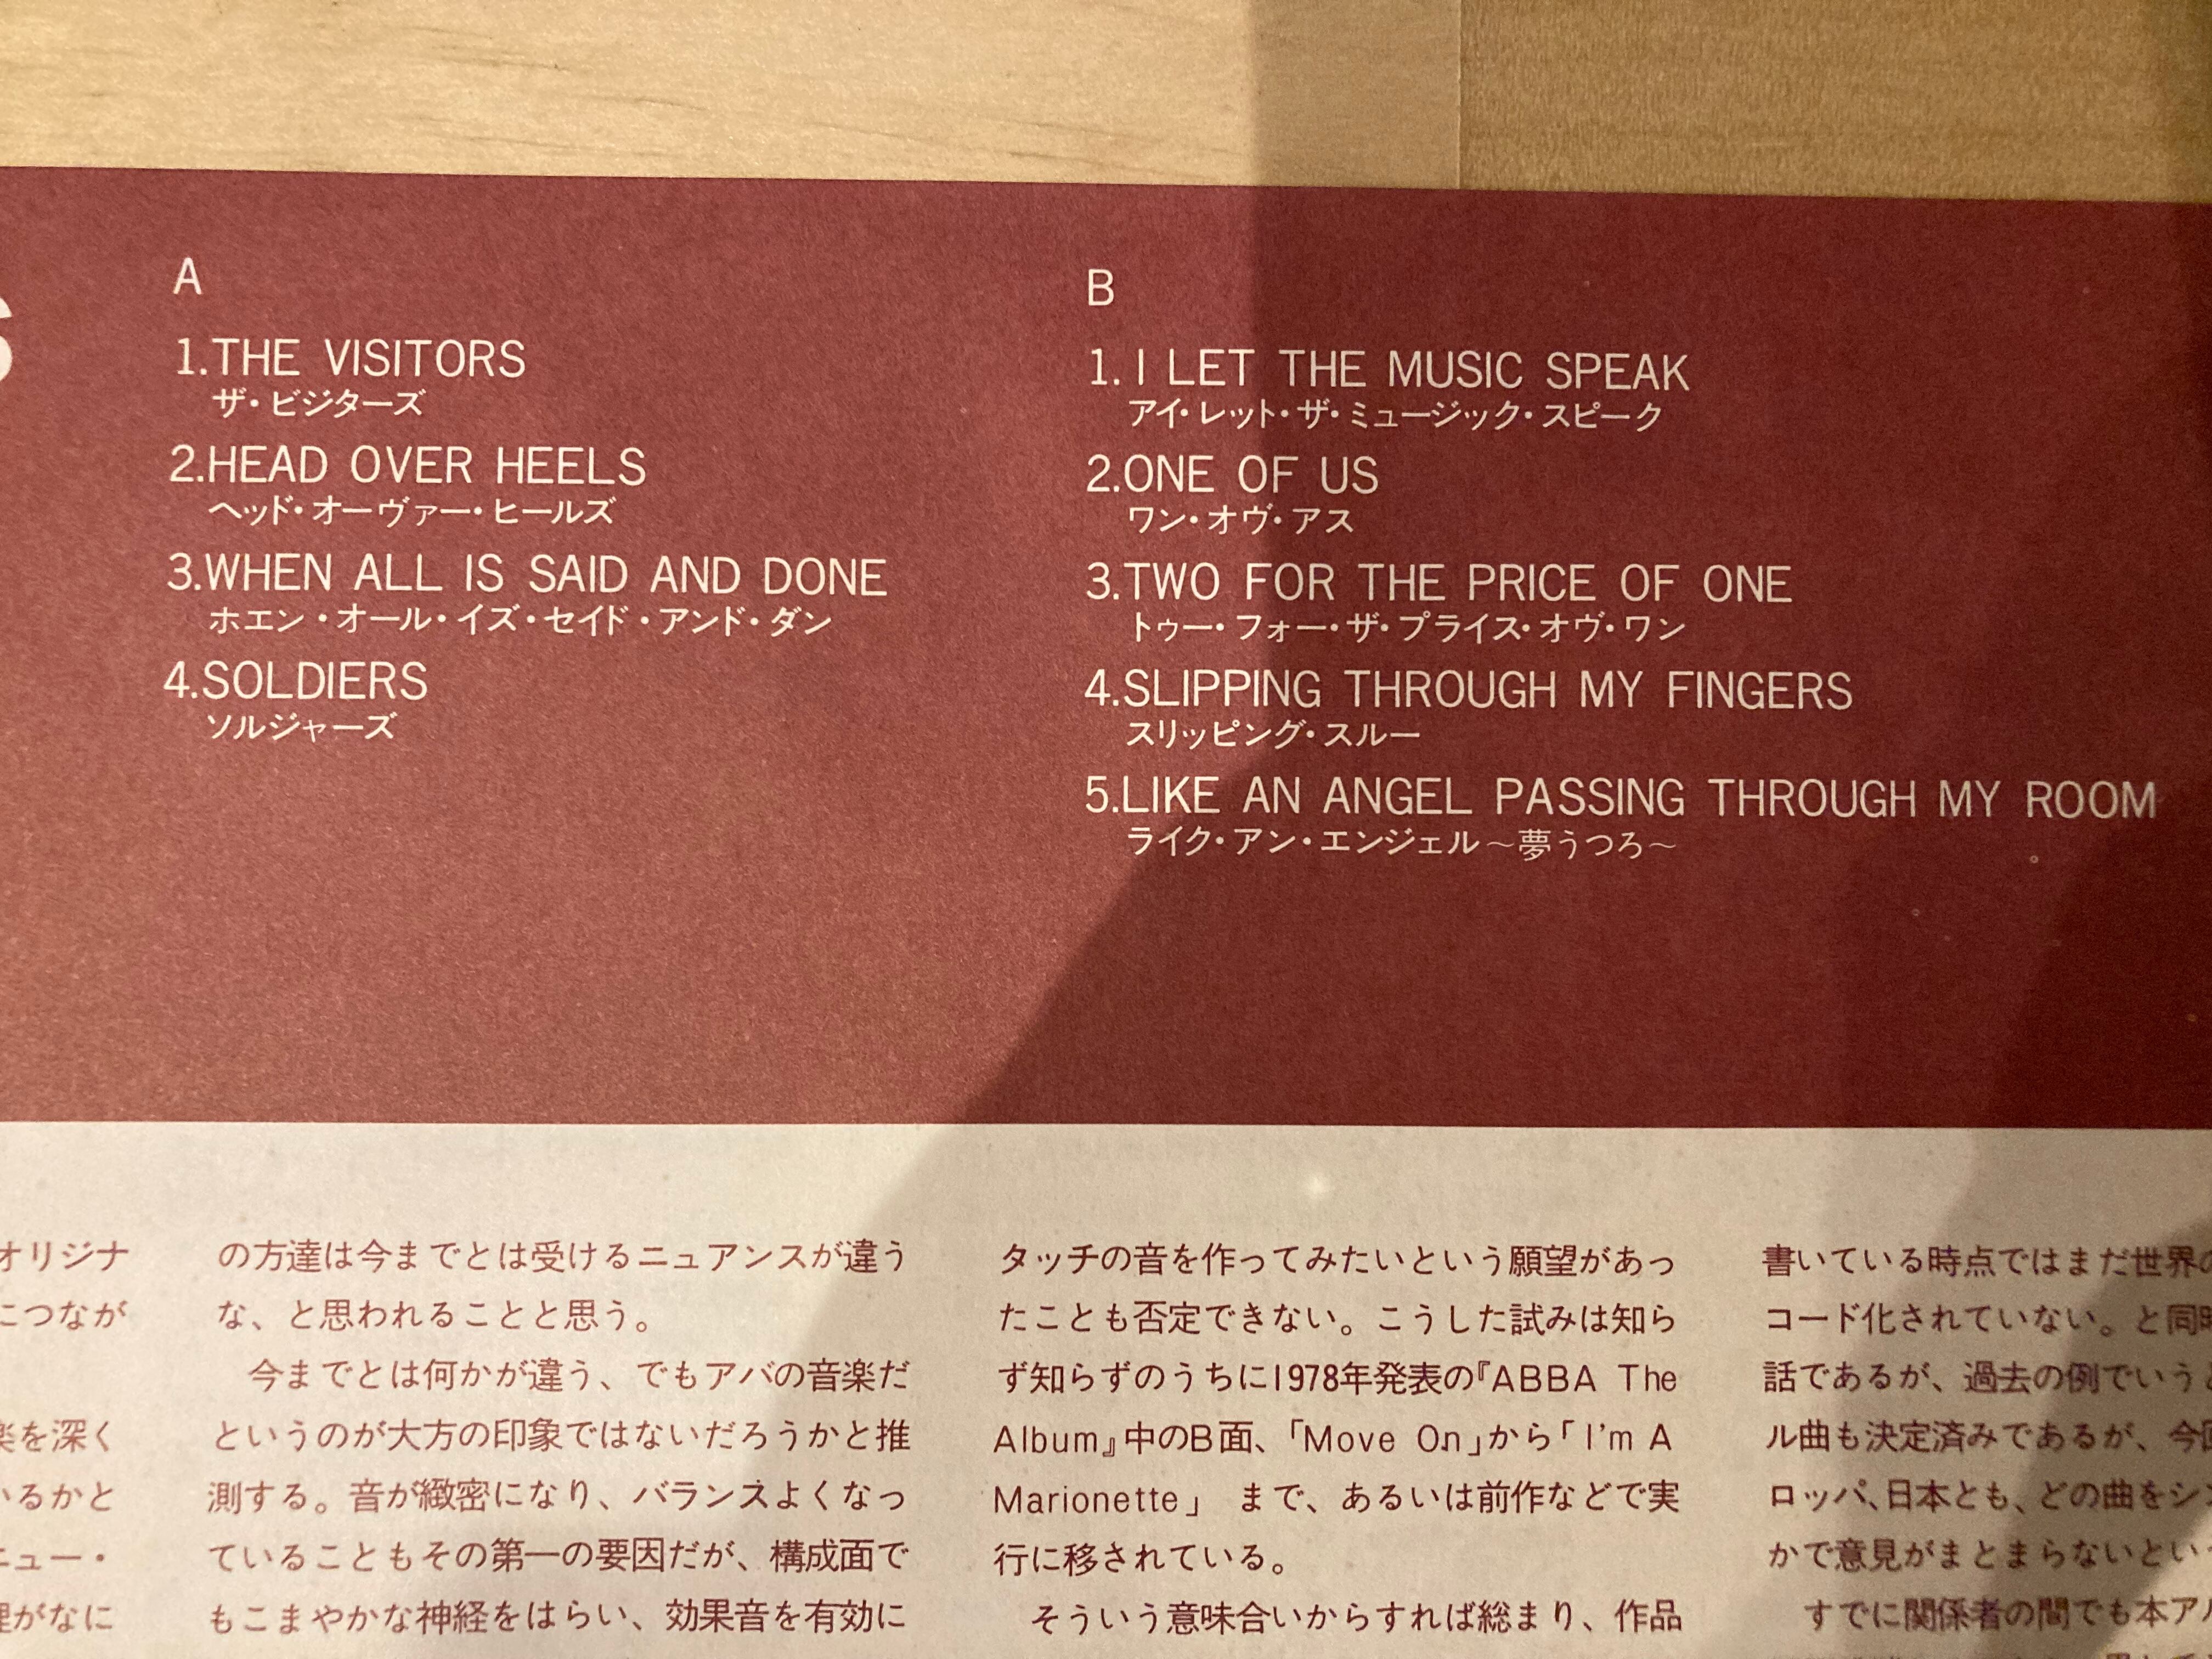 S
A
1.THE VISITORS
ザ・ビジターズ
2.HEAD OVER HEELS
ヘッド・オーヴァー・ヒールズ
3.WHEN ALL IS SAID AND DONE
ホエン・オール・イズ・セイド・アンド・ダン
4.SOLDIERS
ソルジャーズ
B
1.I LET THE MUSIC SPEAK
アイ・レット・ザ・ミュージック・スピーク
2.ONE OF US
ワン・オヴ・アス
3.TWO FOR THE PRICE OF ONE
トゥー・フォー・ザ・プライス・オヴ・ワン
4.SLIPPING THROUGH MY FINGERS
スリッピング・スルー
5.LIKE AN ANGEL PASSING THROUGH MY ROOM
ライク・アン・エンジェル〜夢うつろ〜
オリジナ
につなが
楽を深く
いるかと
ニュー・
理がなに
の方達は今までとは受けるニュアンスが違う
な、と思われることと思う。
今までとは何かが違う、でもアバの音楽だ
というのが大方の印象ではないだろうかと推
測する。音が緻密になり、バランスよくなっ
ていることもその第一の要因だが、構成面で
もこまやかな神経をはらい、効果音を有効に
タッチの音を作ってみたいという願望があっ
たことも否定できない。こうした試みは知ら
ず知らずのうちに1978年発表の『ABBA The
Album』中のB面、「Move On」から「I'm A
Marionette」 まで、あるいは前作などで実
行に移されている。
そういう意味合いからすれば総まり、作品
書いている時点ではまだ世界の
コード化されていない。と同時
話であるが、過去の例でいうと
ル曲も決定済みであるが、今回
ロッパ、日本とも、どの曲をシン
かで意見がまとまらないという
すでに関係者の間でも本アル